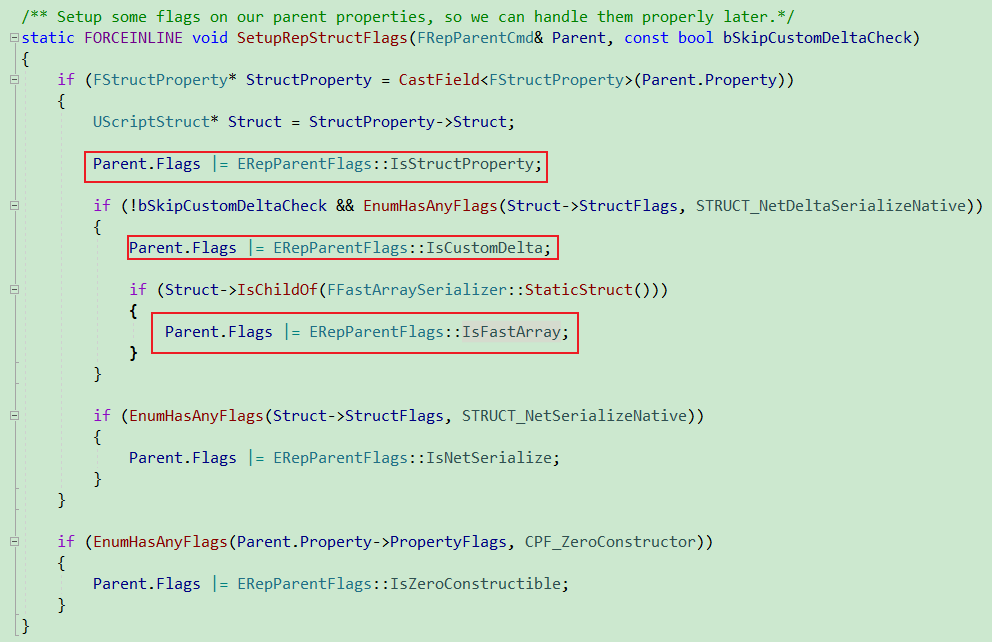 /** Setup some flags on our parent properties, so we can handle them properly later.*/
static FORCEINLINE void SetupRepStructFlags(FRepParentCmd& Parent, const bool bSkipCustomDeltaCheck)
{
    if (FStructProperty* StructProperty = CastField<FStructProperty>(Parent.Property))
    {
        UScriptStruct* Struct = StructProperty->Struct;

        Parent.Flags |= ERepParentFlags::IsStructProperty;

        if (!bSkipCustomDeltaCheck && EnumHasAnyFlags(Struct->StructFlags, STRUCT_NetDeltaSerializeNative))
        {
            Parent.Flags |= ERepParentFlags::IsCustomDelta;

            if (Struct->IsChildOf(FFastArraySerializer::StaticStruct()))
            {
                Parent.Flags |= ERepParentFlags::IsFastArray;
            }
        }

        if (EnumHasAnyFlags(Struct->StructFlags, STRUCT_NetSerializeNative))
        {
            Parent.Flags |= ERepParentFlags::IsNetSerialize;
        }
    }

    if (EnumHasAnyFlags(Parent.Property->PropertyFlags, CPF_ZeroConstructor))
    {
        Parent.Flags |= ERepParentFlags::IsZeroConstructible;
    }
}